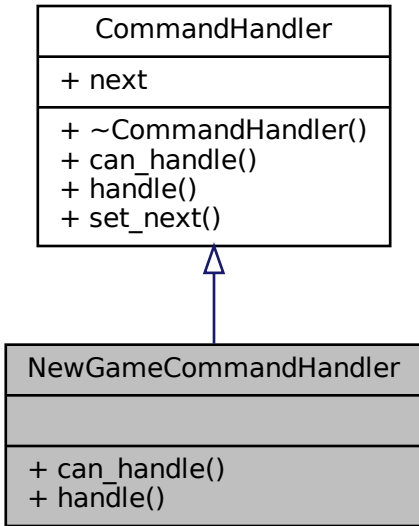 CommandHandler
+ next
+ ~CommandHandler()
+ can_handle()
+ handle()
+ set_next()
NewGameCommandHandler
+ can_handle()
+ handle()